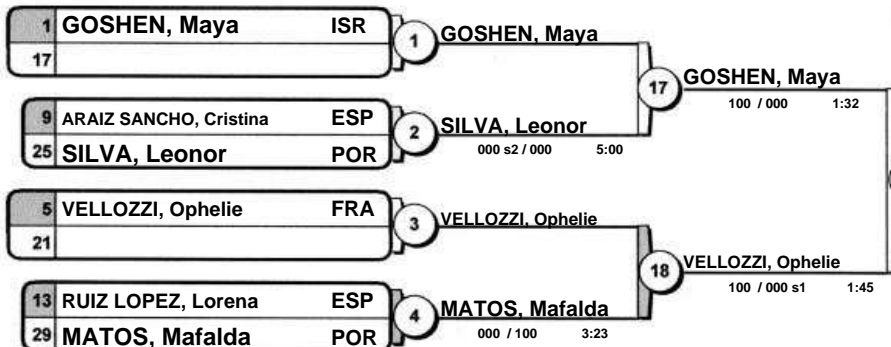 1 GOSHEN, Maya ISR
17
1 GOSHEN, Maya
9 ARAIZ SANCHO, Cristina ESP
25 SILVA, Leonor POR
2 SILVA, Leonor
000 s2 / 000 5:00
17 GOSHEN, Maya
100 / 000 1:32
5 VELLOZZI, Ophelie FRA
21
3 VELLOZZI, Ophelie
13 RUIZ LOPEZ, Lorena ESP
29 MATOS, Mafalda POR
4 MATOS, Mafalda
000 / 100 3:23
18 VELLOZZI, Ophelie
100 / 000 s1 1:45